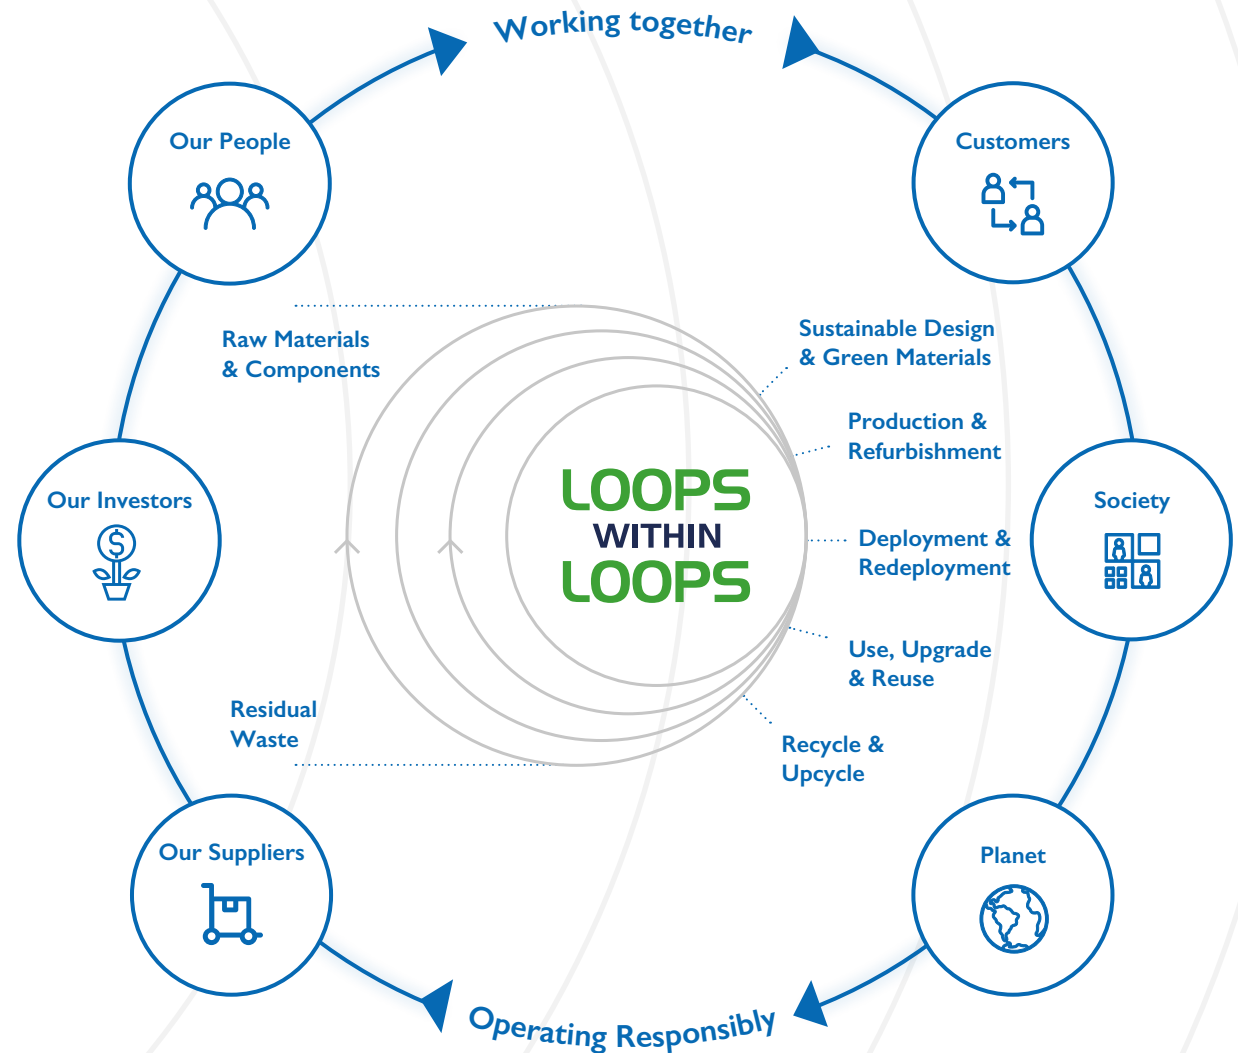 Working together
Our People
Customers
Raw Materials
& Components
Sustainable Design
& Green Materials
Production &
Refurbishment
LOOPS
WITHIN
LOOPS
Our Investors
$
Society
Deployment &
Redeployment
Use, Upgrade
& Reuse
Residual
Waste
Recycle &
Upcycle
Our Suppliers
Planet
Operating Responsibly